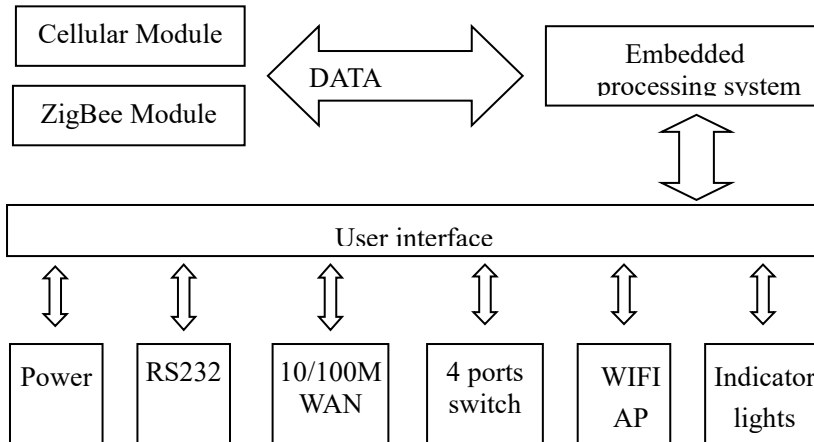 Cellular Module
DATA
Embedded
processing system
ZigBee Module
User interface
Power
RS232
10/100M
WAN
4 ports
switch
WIFI
AP
Indicator
lights